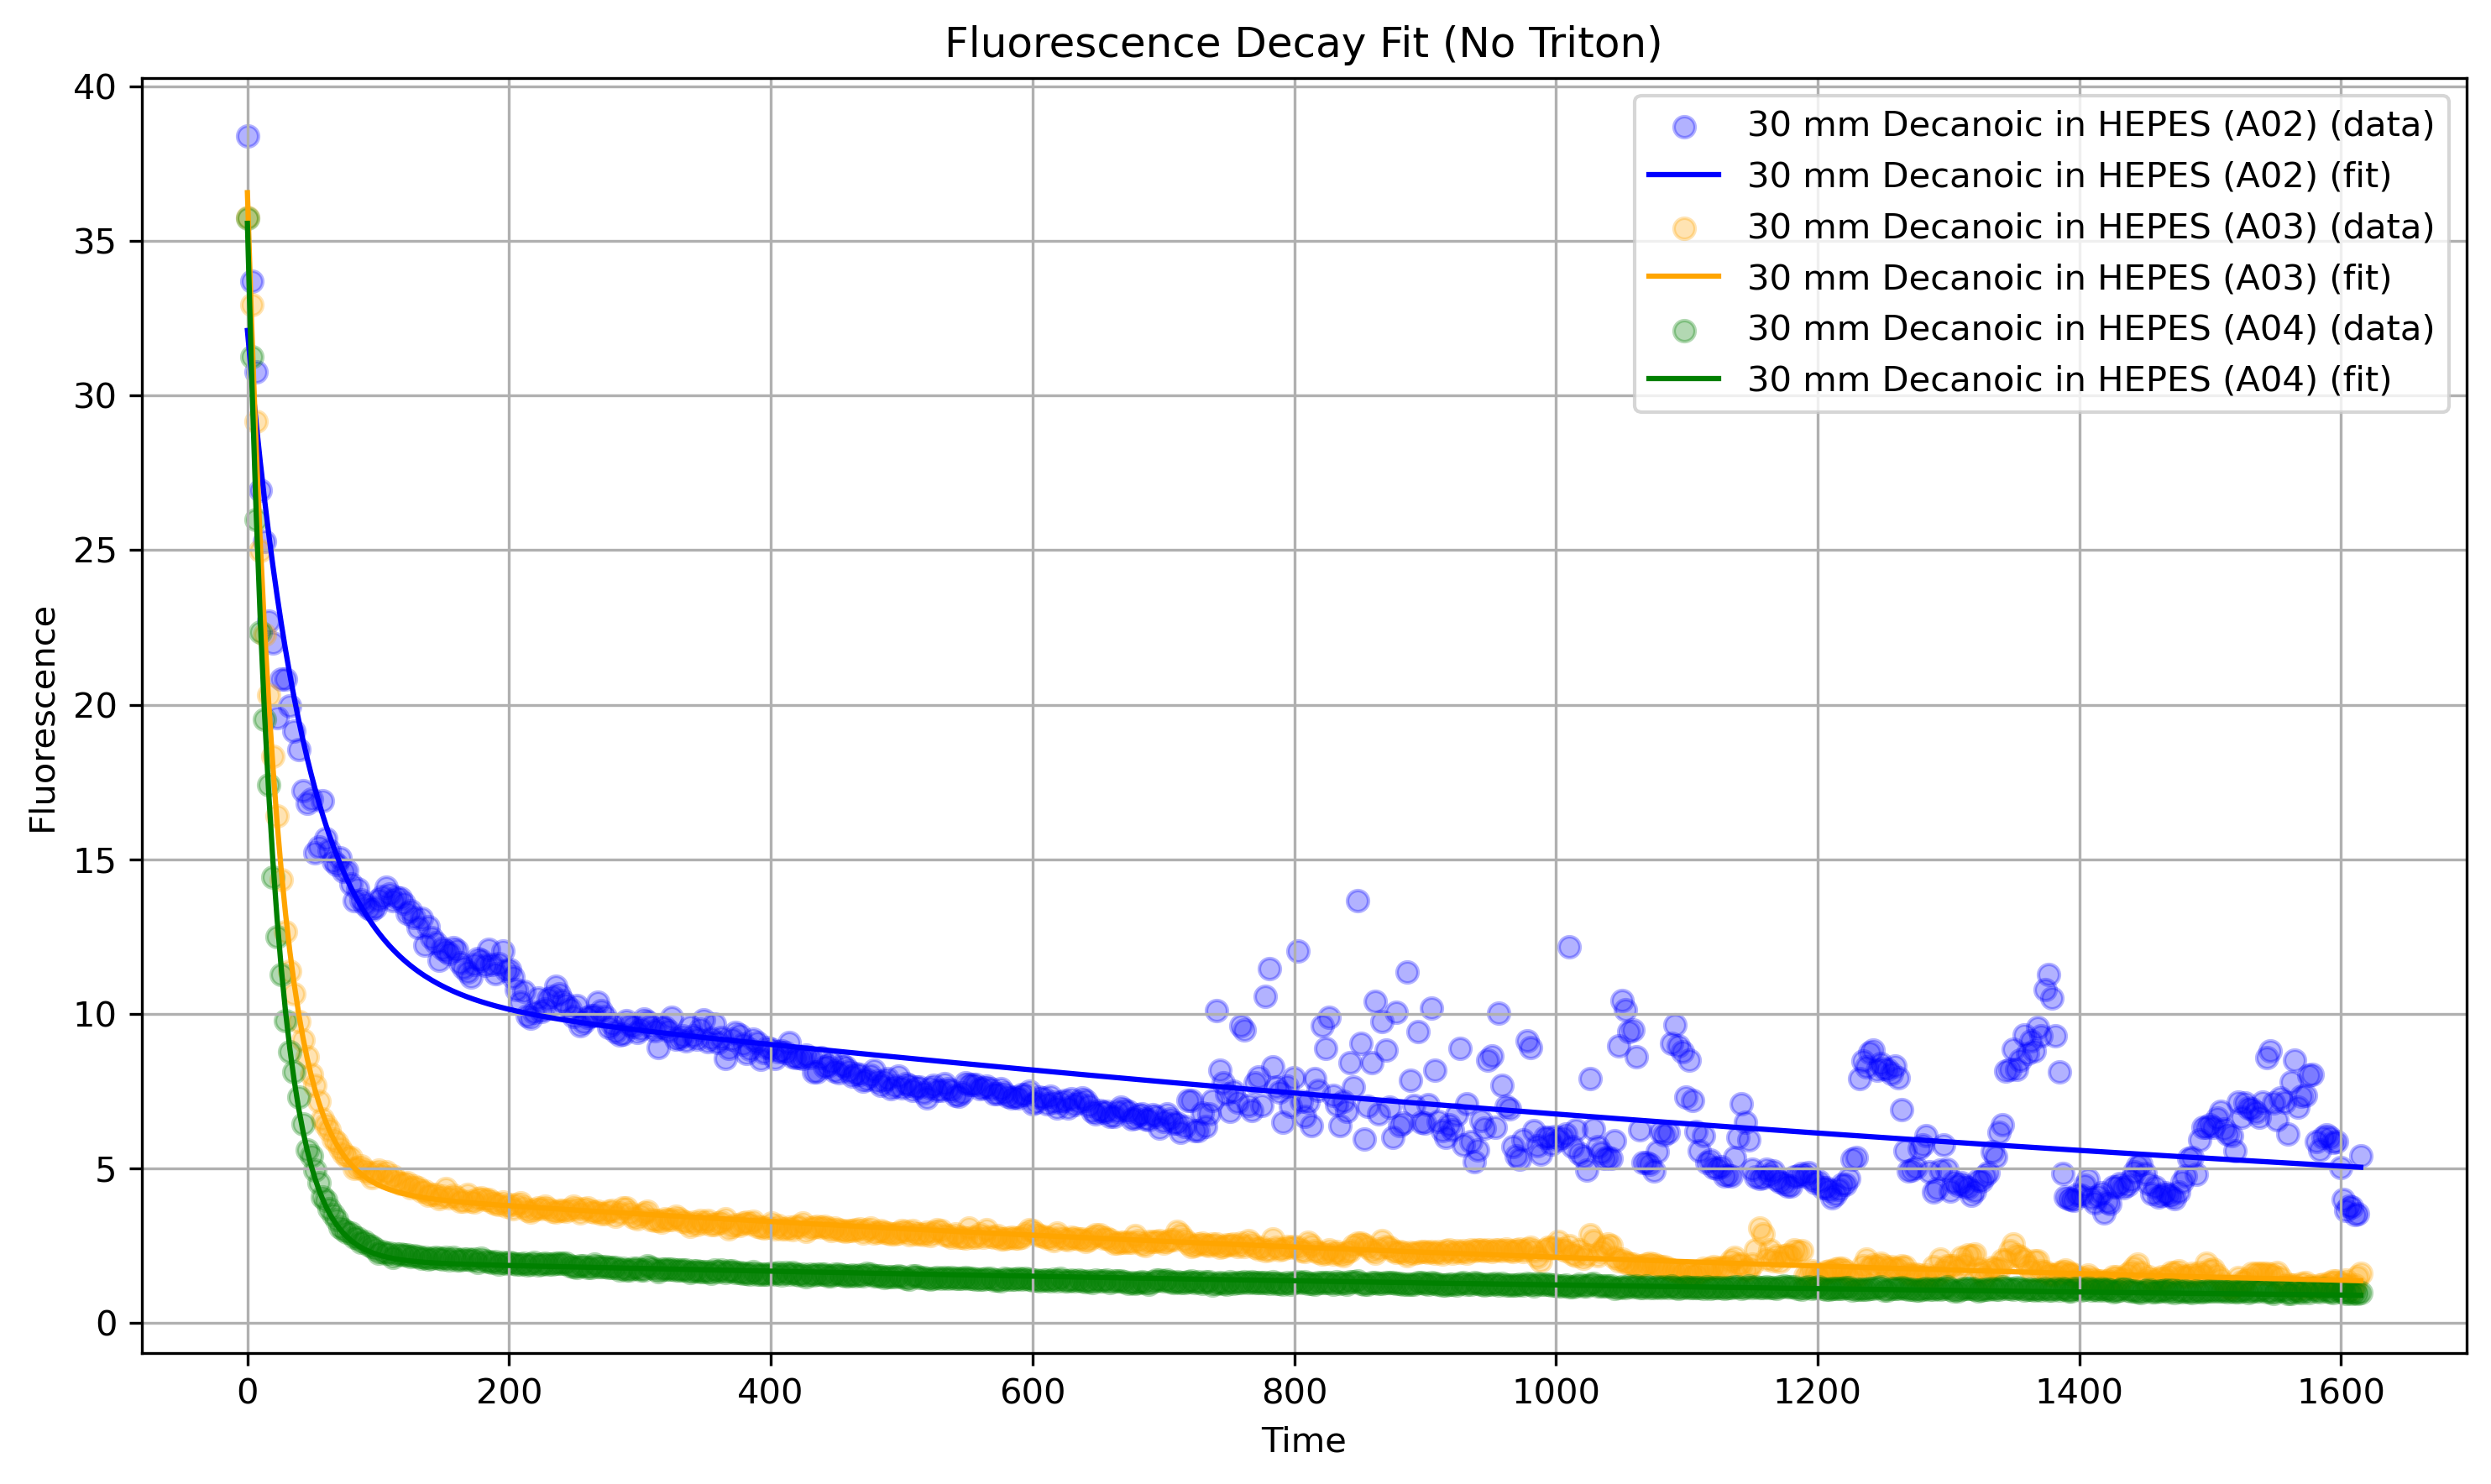 Fluorescence Decay Fit (No Triton)
40
35
30
25
20
15
10
5
0
Fluorescence
30 mm Decanoic in HEPES (A02) (data)
30 mm Decanoic in HEPES (A02) (fit)
30 mm Decanoic in HEPES (A03) (data)
30 mm Decanoic in HEPES (A03) (fit)
30 mm Decanoic in HEPES (A04) (data)
30 mm Decanoic in HEPES (A04) (fit)
0 200 400 600 800 1000 1200 1400 1600
Time